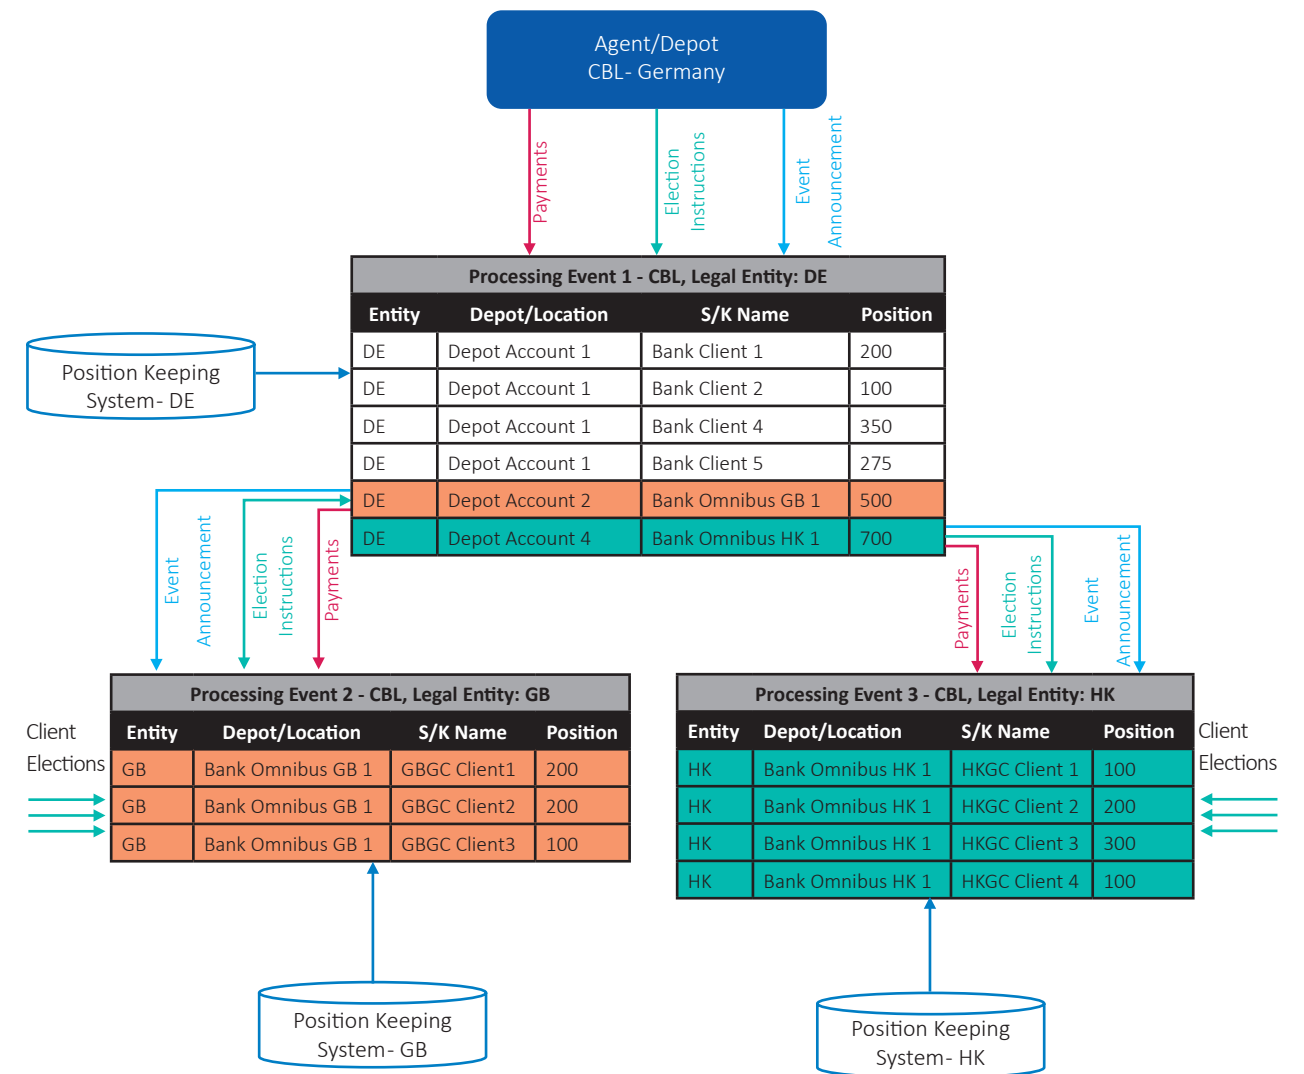 Agent/Depot
CBL- Germany
Payments
Election
Instructions
Event
Announcement
Processing Event 1 - CBL, Legal Entity: DE
Entity Depot/Location S/K Name Position
DE Depot Account 1 Bank Client 1 200
DE Depot Account 1 Bank Client 2 100
DE Depot Account 1 Bank Client 4 350
DE Depot Account 1 Bank Client 5 275
DE Depot Account 2 Bank Omnibus GB 1 500
DE Depot Account 4 Bank Omnibus HK 1 700
Position Keeping
System- DE
Event
Announcement
Election
Instructions
Payments
Payments
Election
Instructions
Event
Announcement
Processing Event 2 - CBL, Legal Entity: GB
Entity Depot/Location S/K Name Position
GB Bank Omnibus GB 1 GBGC Client1 200
GB Bank Omnibus GB 1 GBGC Client2 200
GB Bank Omnibus GB 1 GBGC Client3 100
Client
Elections
Processing Event 3 - CBL, Legal Entity: HK
Entity Depot/Location S/K Name Position
HK Bank Omnibus HK 1 HKGC Client 1 100
HK Bank Omnibus HK 1 HKGC Client 2 200
HK Bank Omnibus HK 1 HKGC Client 3 300
HK Bank Omnibus HK 1 HKGC Client 4 100
Client
Elections
Position Keeping
System- GB
Position Keeping
System- HK